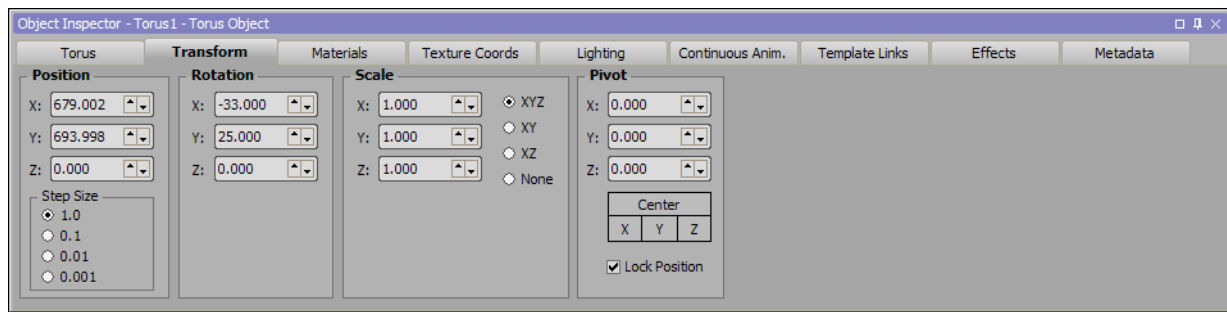 Object Inspector - Torus1 - Torus Object
Torus Transform Materials Texture Coords Lighting Continuous Anim. Template Links Effects Metadata
Position Rotation Scale Pivot
X: 679.002 X: -33.000 X: 1.000 XYZ X: 0.000
Y: 693.998 Y: 25.000 Y: 1.000 XY Y: 0.000
Z: 0.000 Z: 0.000 Z: 1.000 XZ Z: 0.000
None
Step Size Center
1.0 X Y Z
0.1
0.01 Lock Position
0.001